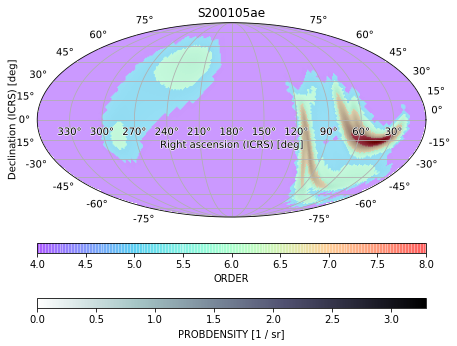 S200105ae
75° 75°
60° 60°
45° 45°
30° 30°
15° 15°
0° 0°
330° 300° 270° 240° 210° 180° 150° 120° 90° 60° 30°
Right ascension (ICRS) [deg]
Declination (ICRS) [deg]
-15° -15°
-30° -30°
-45° -45°
-60° -60°
-75° -75°
4.0 4.5 5.0 5.5 6.0 6.5 7.0 7.5 8.0
ORDER
0.0 0.5 1.0 1.5 2.0 2.5 3.0
PROBDENSITY [1 / sr]